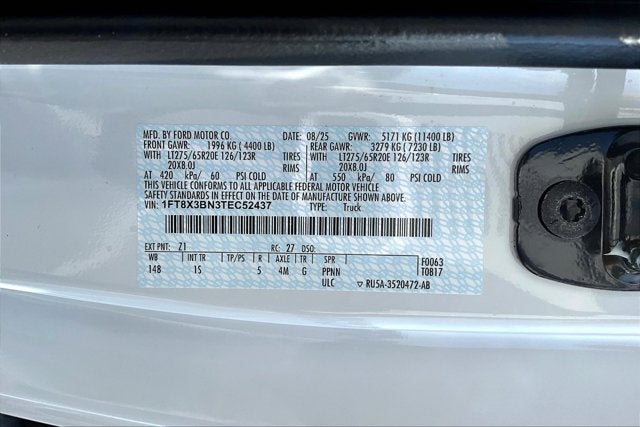 MFD. BY FORD MOTOR CO. DATE: 08/25 GVWR: 5171 KG (11400 LB)
FRONT GAWR: 1996 KG ( 4400 LB) REAR GAWR: 3279 KG ( 7230 LB)
WITH LT275/65R20E 126/123R TIRES WITH LT275/65R20E 126/123R TIRES
20X8.0J RIMS 20X8.0J RIMS
AT 420 kPa/ 60 PSI COLD AT 550 kPa/ 80 PSI COLD
THIS VEHICLE CONFORMS TO ALL APPLICABLE FEDERAL MOTOR VEHICLE
SAFETY STANDARDS IN EFFECT ON THE DATE OF MANUFACTURE SHOWN ABOVE.
VIN: 1FT8X3BN3TEC52437 TYPE: Truck
EXT PNT: Z1 RC: 27 DSO:
WB INT TR TP/PS R AXLE TR SPR F0063
148 1S 5 4M G PPNN T0817
ULC ▽ RU5A-3520472-AB